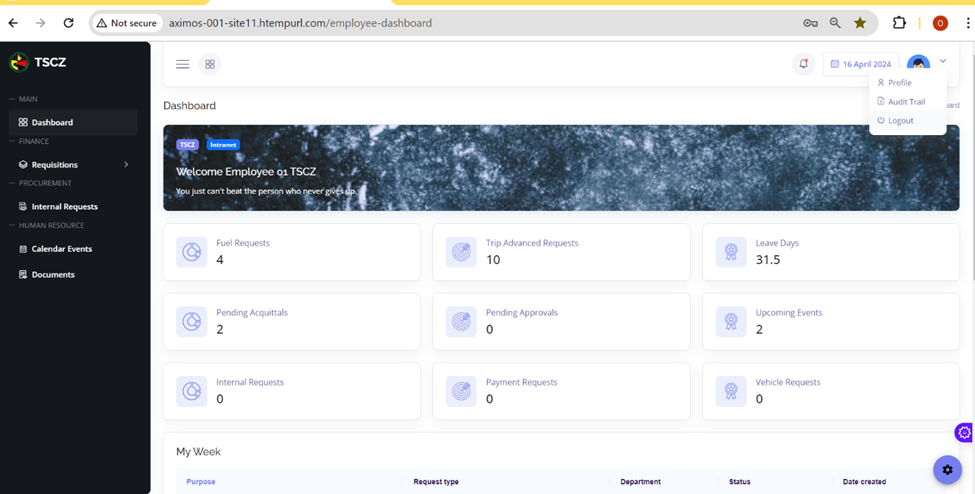 Not secure
aximos-001-site11.htempurl.com/employee-dashboard
0
TSCZ
MAIN
Dashboard
FINANCE
Requisitions
PROCUREMENT
Internal Requests
HUMAN RESOURCE
Calendar Events
Documents
16 April 2024
Profile
Audit Trail
Logout
Dashboard
TSCZ Intranet
Welcome Employee 01 TSCZ
You just can't beat the person who never gives up.
Fuel Requests
4
Trip Advanced Requests
10
Leave Days
31.5
Pending Acquittals
2
Pending Approvals
0
Upcoming Events
2
Internal Requests
0
Payment Requests
0
Vehicle Requests
0
My Week
Purpose Request type Department Status Date created